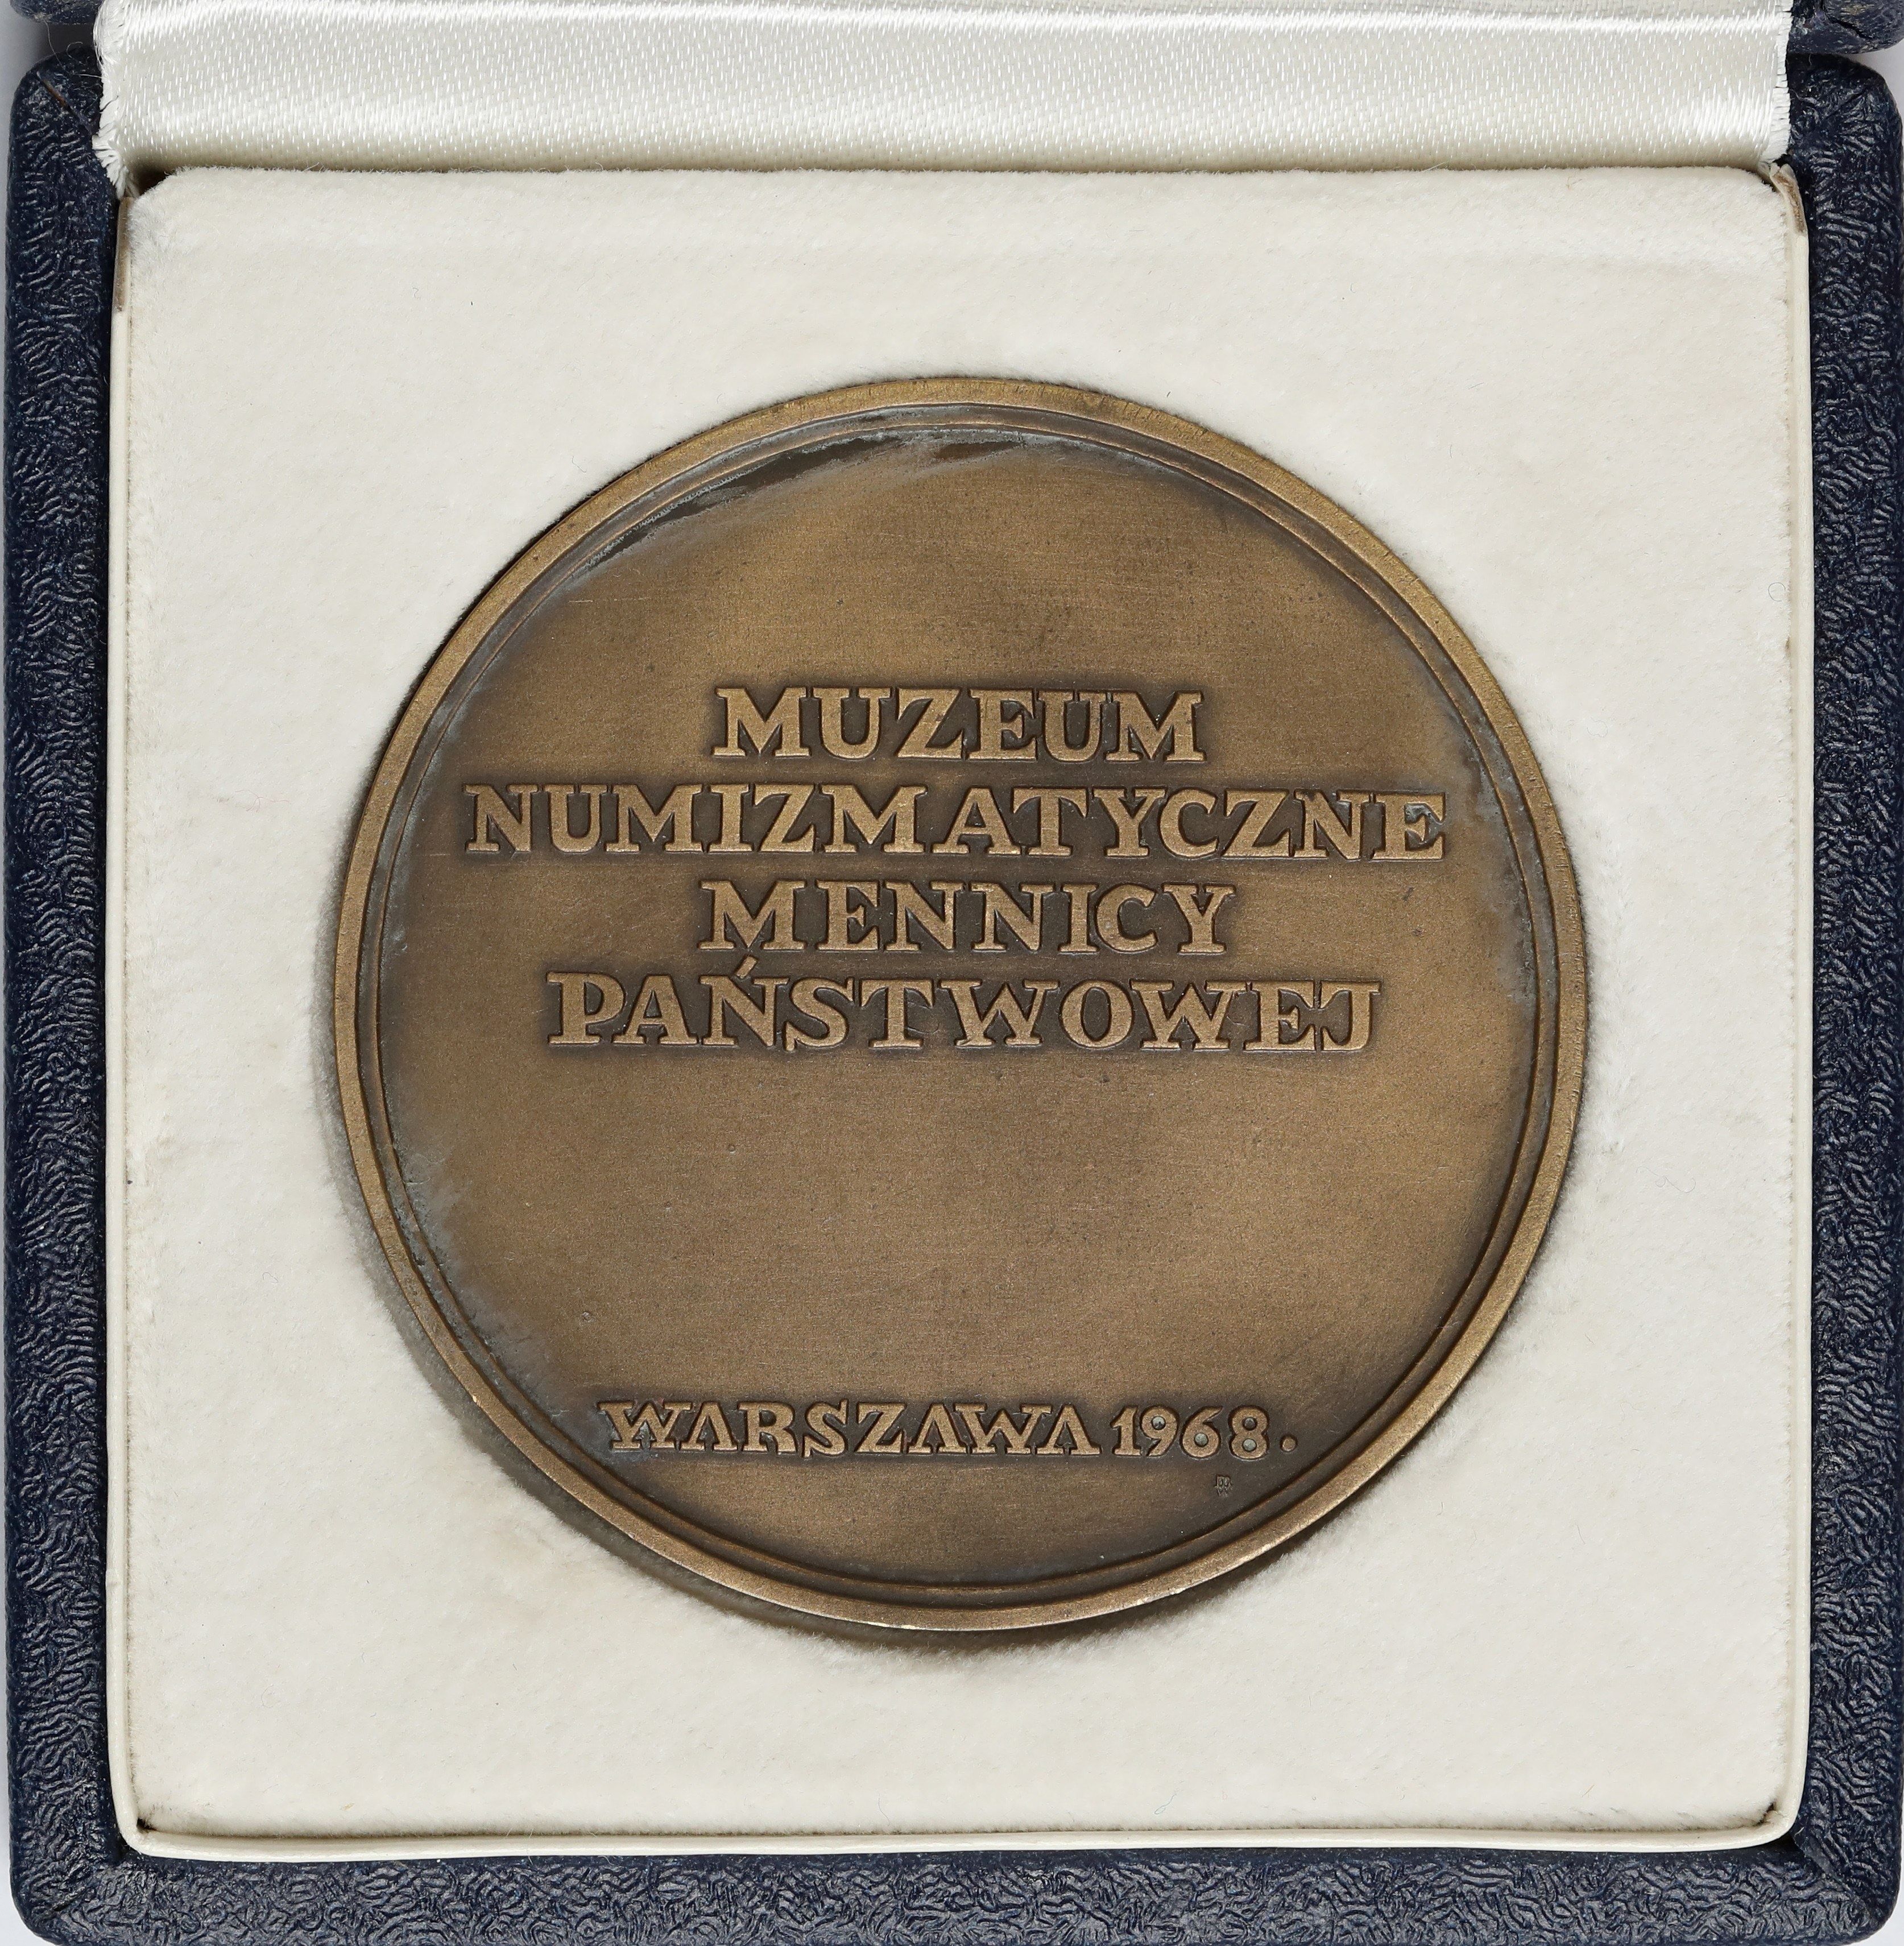 MUZEUM
NUMIZMATYCZNE
MENNICY
PAŃSTWOWEJ
WARSZAWA 1968.